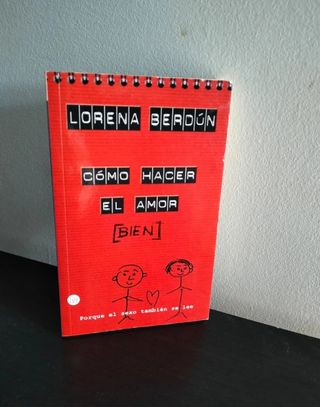 LORENA BERDÚN
CÓMO HACER
EL AMOR
[BIEN]
Porque el sexo también se lee